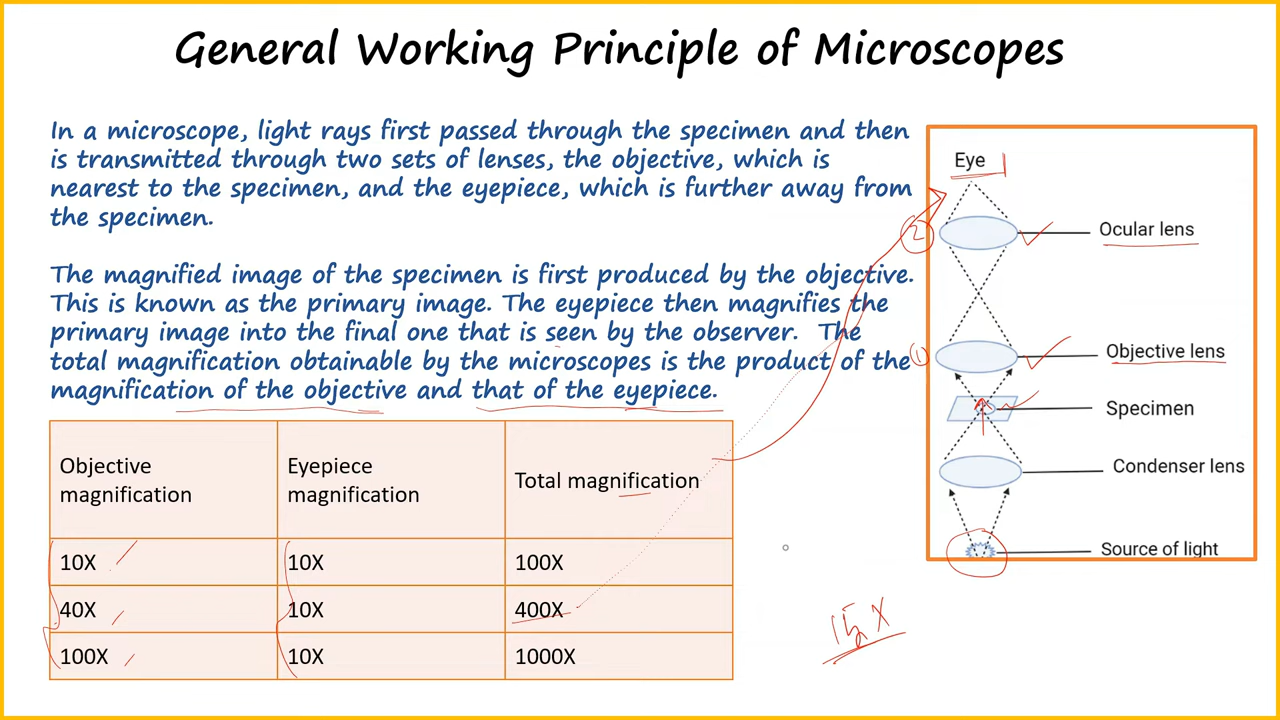 General Working Principle of Microscopes
In a microscope, light rays first passed through the specimen and then
is transmitted through two sets of lenses, the objective, which is
nearest to the specimen, and the eyepiece, which is further away from
the specimen.
The magnified image of the specimen is first produced by the objective.
This is known as the primary image. The eyepiece then magnifies the
primary image into the final one that is seen by the observer. The
total magnification obtainable by the microscopes is the product of the
magnification of the objective and that of the eyepiece.
Objective
magnification
Eyepiece
magnification
Total magnification
10X
10X
100X
40X
10X
400X
100X
10X
1000X
Eye
2
Ocular lens
1
Objective lens
Specimen
Condenser lens
Source of light
15 X